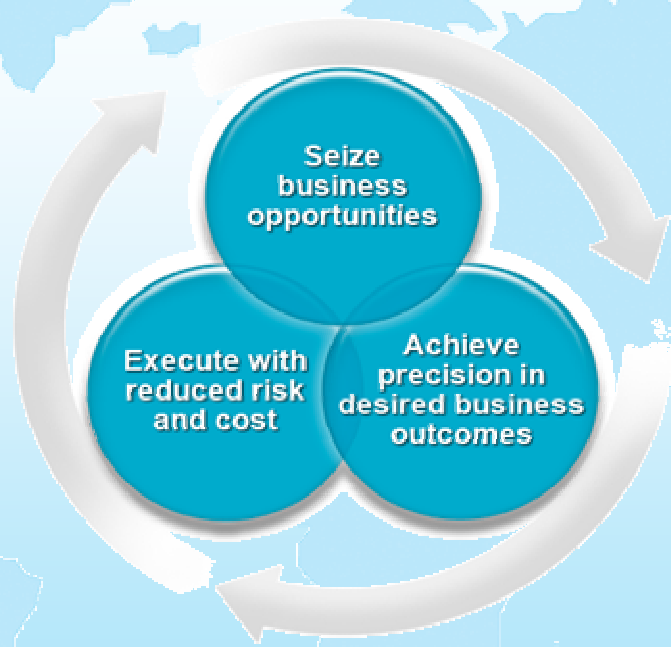 Seize
business
opportunities
Execute with
reduced risk
and cost
Achieve
precision in
desired business
outcomes